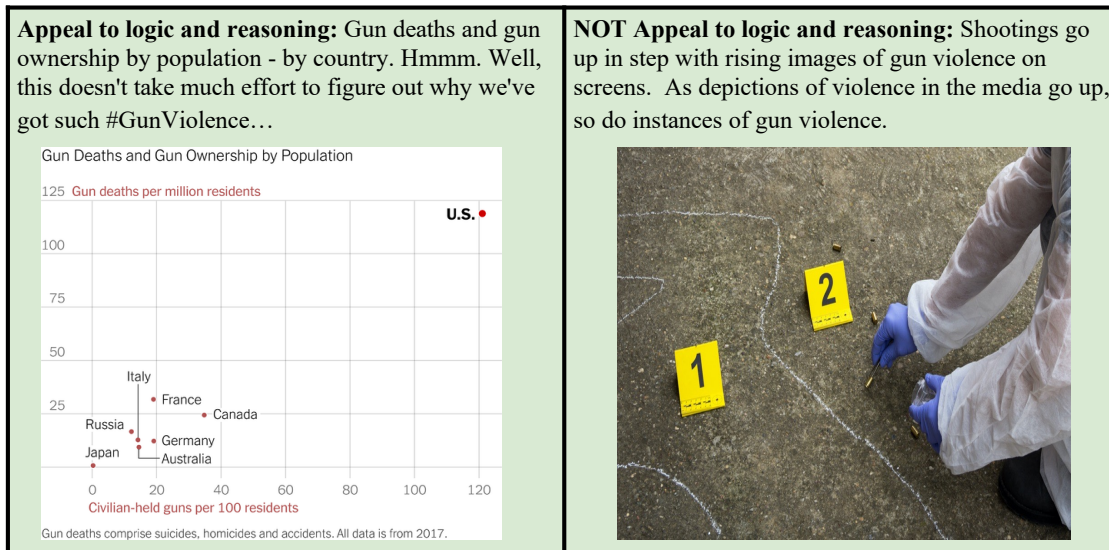 Appeal to logic and reasoning: Gun deaths and gun
ownership by population - by country. Hmmm. Well,
this doesn't take much effort to figure out why we've
got such #GunViolence…
Gun Deaths and Gun Ownership by Population
125 Gun deaths per million residents
U.S.
100
75
50
Italy
France
25
Canada
Russia
Germany
Japan
Australia
0 20 40 60 80 100 120
Civilian-held guns per 100 residents
Gun deaths comprise suicides, homicides and accidents. All data is from 2017.
NOT Appeal to logic and reasoning: Shootings go
up in step with rising images of gun violence on
screens. As depictions of violence in the media go up,
so do instances of gun violence.
2
1